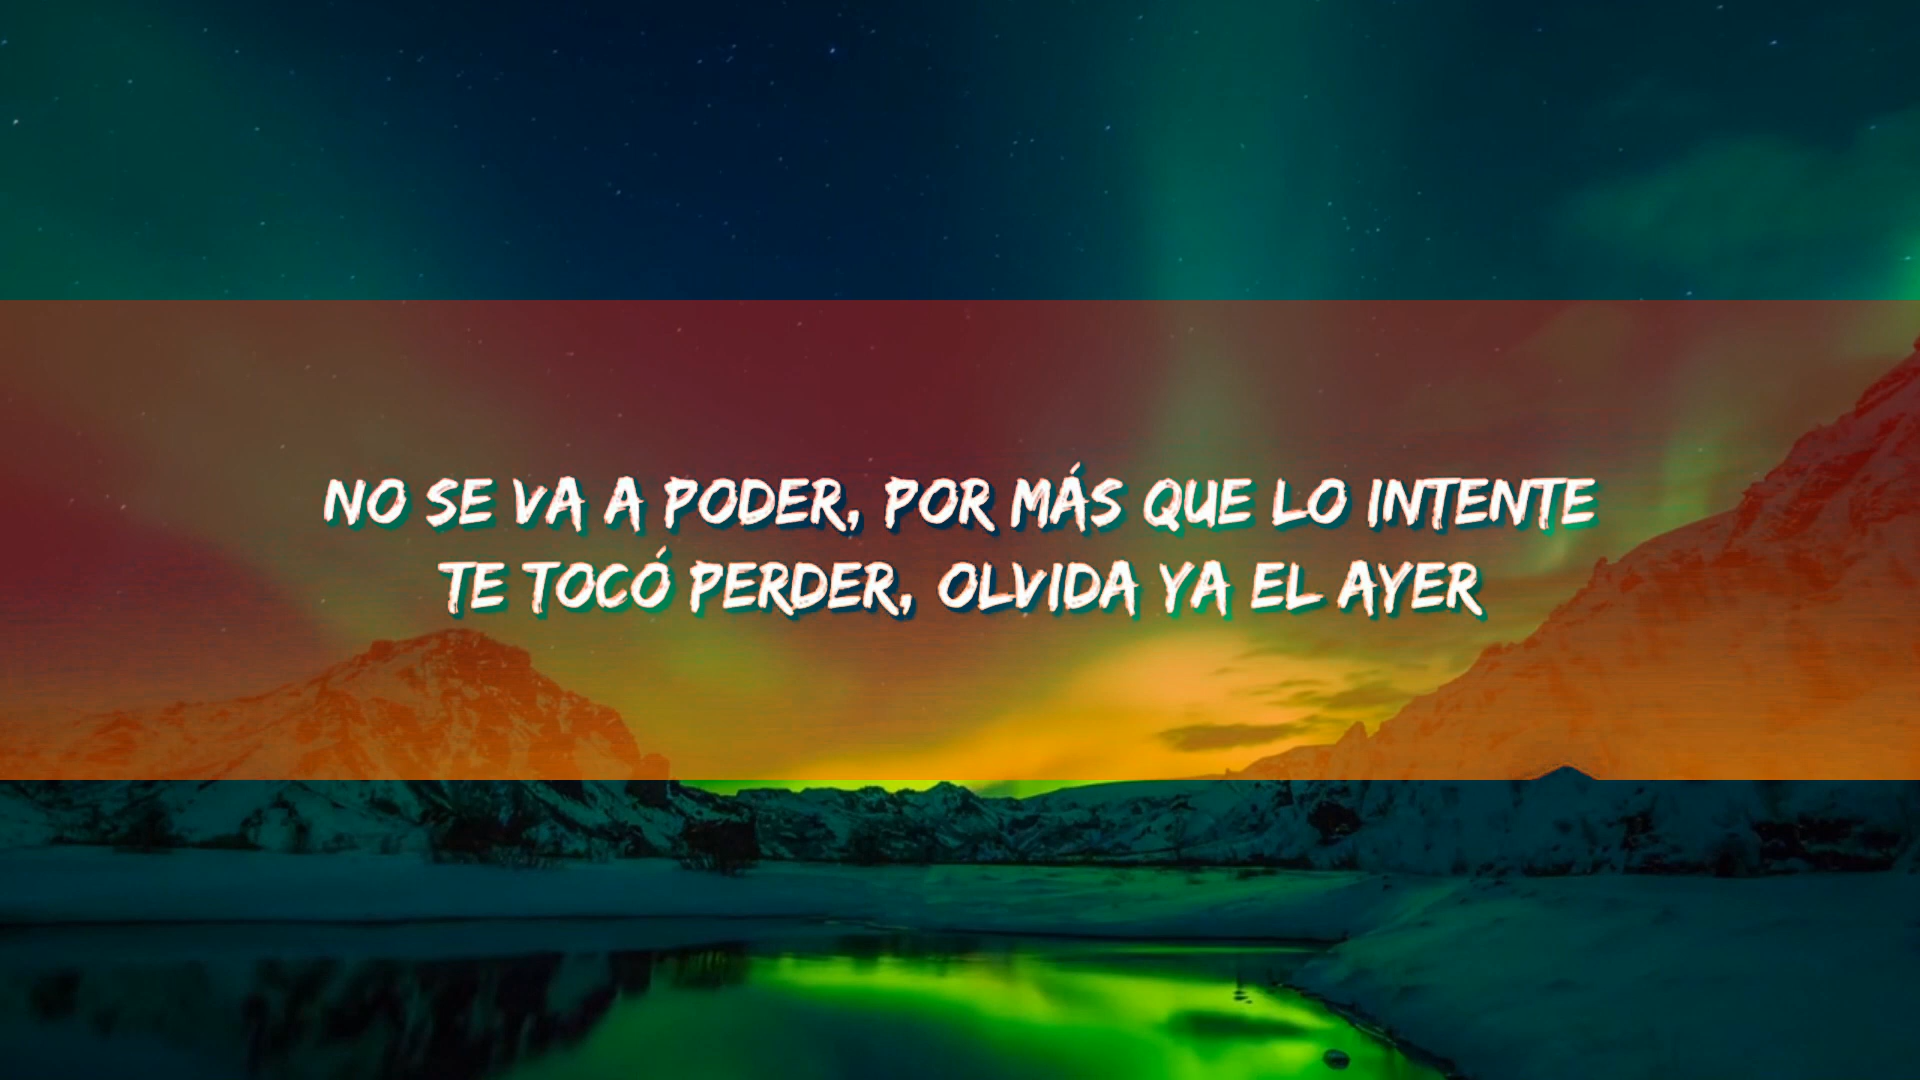 NO SE VA A PODER, POR MÁS QUE LO INTENTE
TE TOCÓ PERDER, OLVIDA YA EL AYER